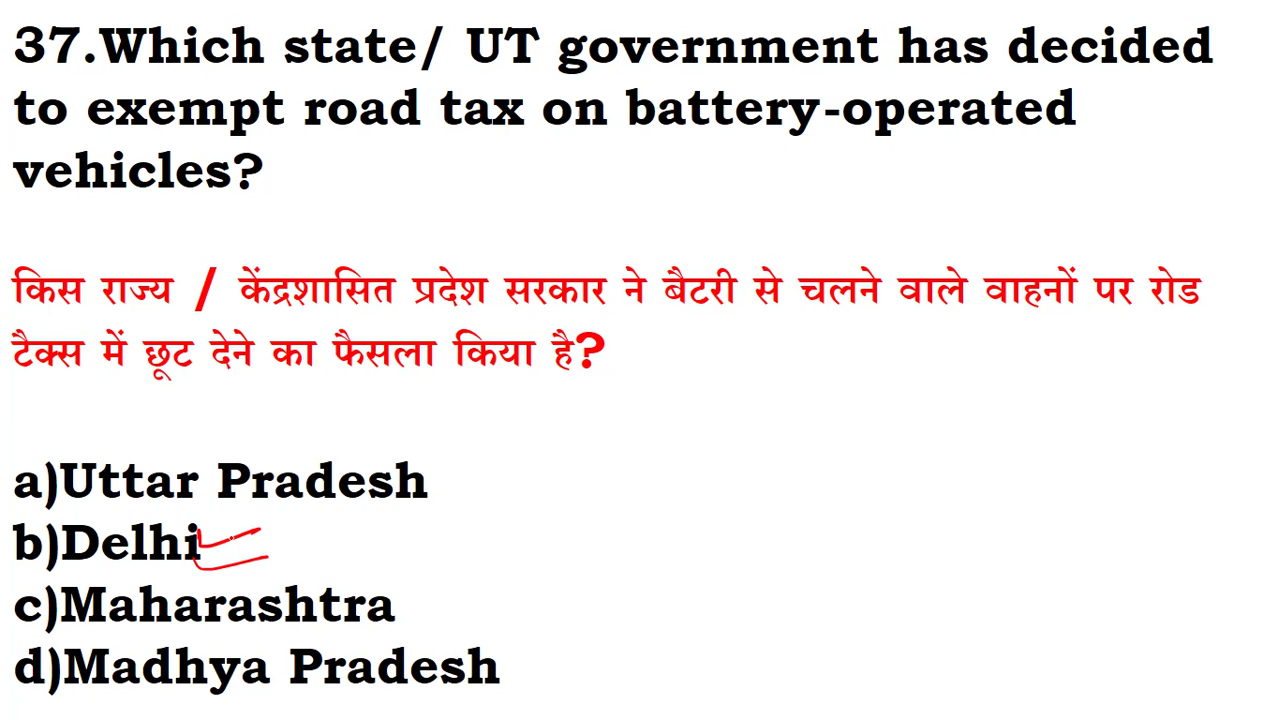 37.Which state/ UT government has decided
to exempt road tax on battery-operated
vehicles?
किस राज्य / केंद्रशासित प्रदेश सरकार ने बैटरी से चलने वाले वाहनों पर रोड
टैक्स में छूट देने का फैसला किया है?
a)Uttar Pradesh
b)Delhi
c)Maharashtra
d)Madhya Pradesh